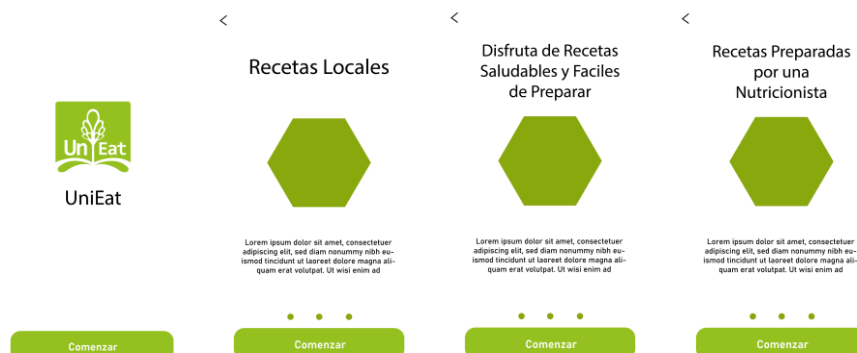 Un Eat
UniEat
Comenzar
<
Recetas Locales
Lorem ipsum dolor sit amet, consectetuer
adipiscing elit, sed diam nonummy nibh eu-
ismod tincidunt ut laoreet dolore magna ali-
quam erat volutpat. Ut wisi enim ad
Comenzar
<
Disfruta de Recetas
Saludables y Faciles
de Preparar
Lorem ipsum dolor sit amet, consectetuer
adipiscing elit, sed diam nonummy nibh eu-
ismod tincidunt ut laoreet dolore magna ali-
quam erat volutpat. Ut wisi enim ad
Comenzar
<
Recetas Preparadas
por una
Nutricionista
Lorem ipsum dolor sit amet, consectetuer
adipiscing elit, sed diam nonummy nibh eu-
ismod tincidunt ut laoreet dolore magna ali-
quam erat volutpat. Ut wisi enim ad
Comenzar